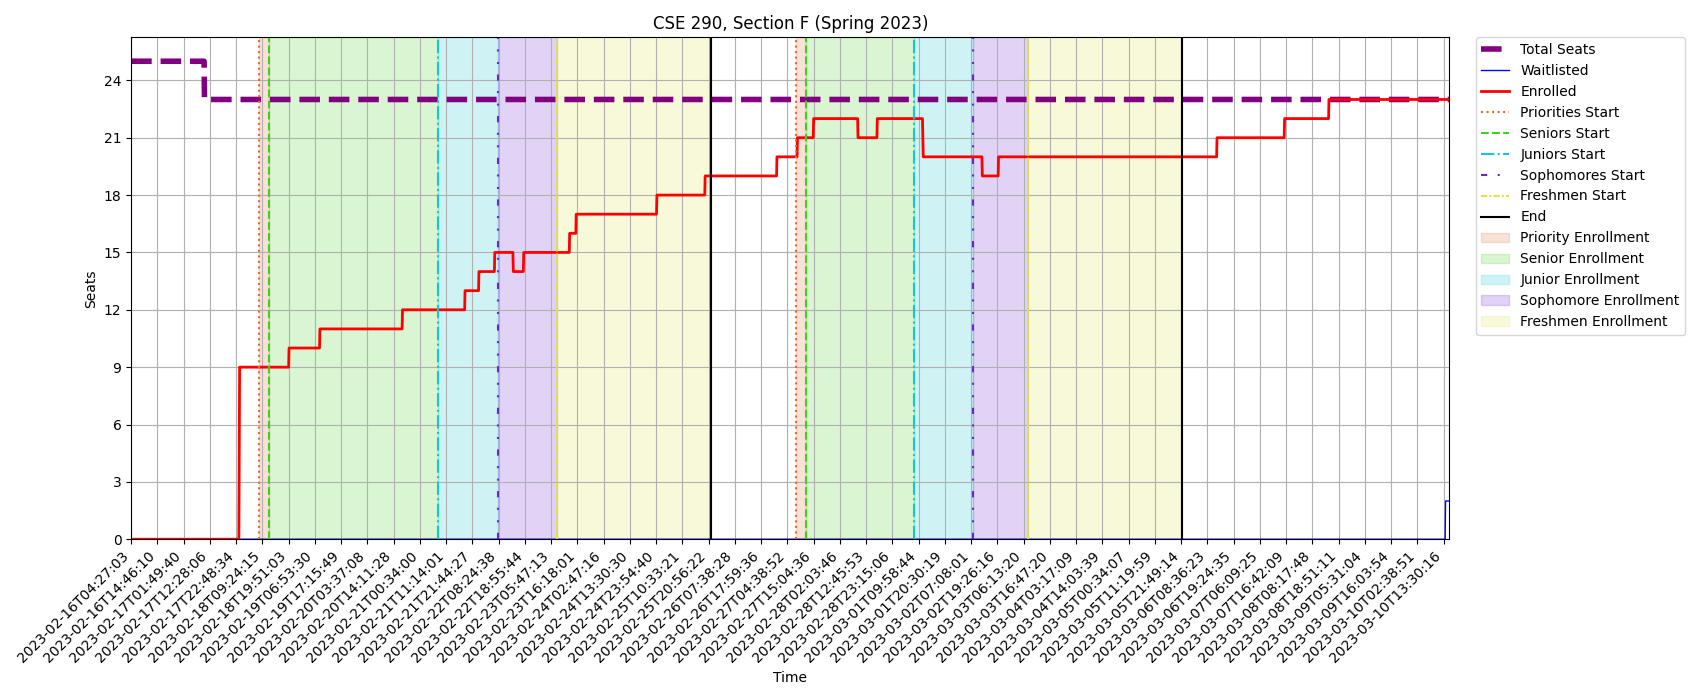 CSE 290, Section F (Spring 2023)
Seats
24
21
18
15
12
9
6
3
0
2023-02-16T04:27:03
2023-02-16T14:46:10
2023-02-17T01:49:40
2023-02-17T12:28:06
2023-02-17T22:48:34
2023-02-18T09:24:15
2023-02-18T19:51:03
2023-02-19T06:53:30
2023-02-19T17:15:49
2023-02-20T03:37:08
2023-02-20T14:11:28
2023-02-21T00:34:00
2023-02-21T11:14:01
2023-02-21T21:44:27
2023-02-22T08:24:38
2023-02-22T18:55:44
2023-02-23T05:47:13
2023-02-23T16:18:01
2023-02-24T02:47:16
2023-02-24T13:30:30
2023-02-24T23:54:40
2023-02-25T10:33:21
2023-02-25T20:56:22
2023-02-26T07:38:28
2023-02-26T17:59:36
2023-02-27T04:38:52
2023-02-27T15:04:36
2023-02-28T02:03:46
2023-02-28T12:45:53
2023-02-28T23:15:06
2023-03-01T09:58:44
2023-03-01T20:30:19
2023-03-02T07:08:01
2023-03-02T19:26:16
2023-03-03T06:13:20
2023-03-03T16:47:20
2023-03-04T03:17:09
2023-03-04T14:03:39
2023-03-05T00:34:07
2023-03-05T11:19:59
2023-03-05T21:49:14
2023-03-06T08:36:23
2023-03-06T19:24:35
2023-03-07T06:09:25
2023-03-07T16:42:09
2023-03-08T08:17:48
2023-03-08T18:51:11
2023-03-09T05:31:04
2023-03-09T16:03:54
2023-03-10T02:38:51
2023-03-10T13:30:16
Time
Total Seats
Waitlisted
Enrolled
Priorities Start
Seniors Start
Juniors Start
Sophomores Start
Freshmen Start
End
Priority Enrollment
Senior Enrollment
Junior Enrollment
Sophomore Enrollment
Freshmen Enrollment